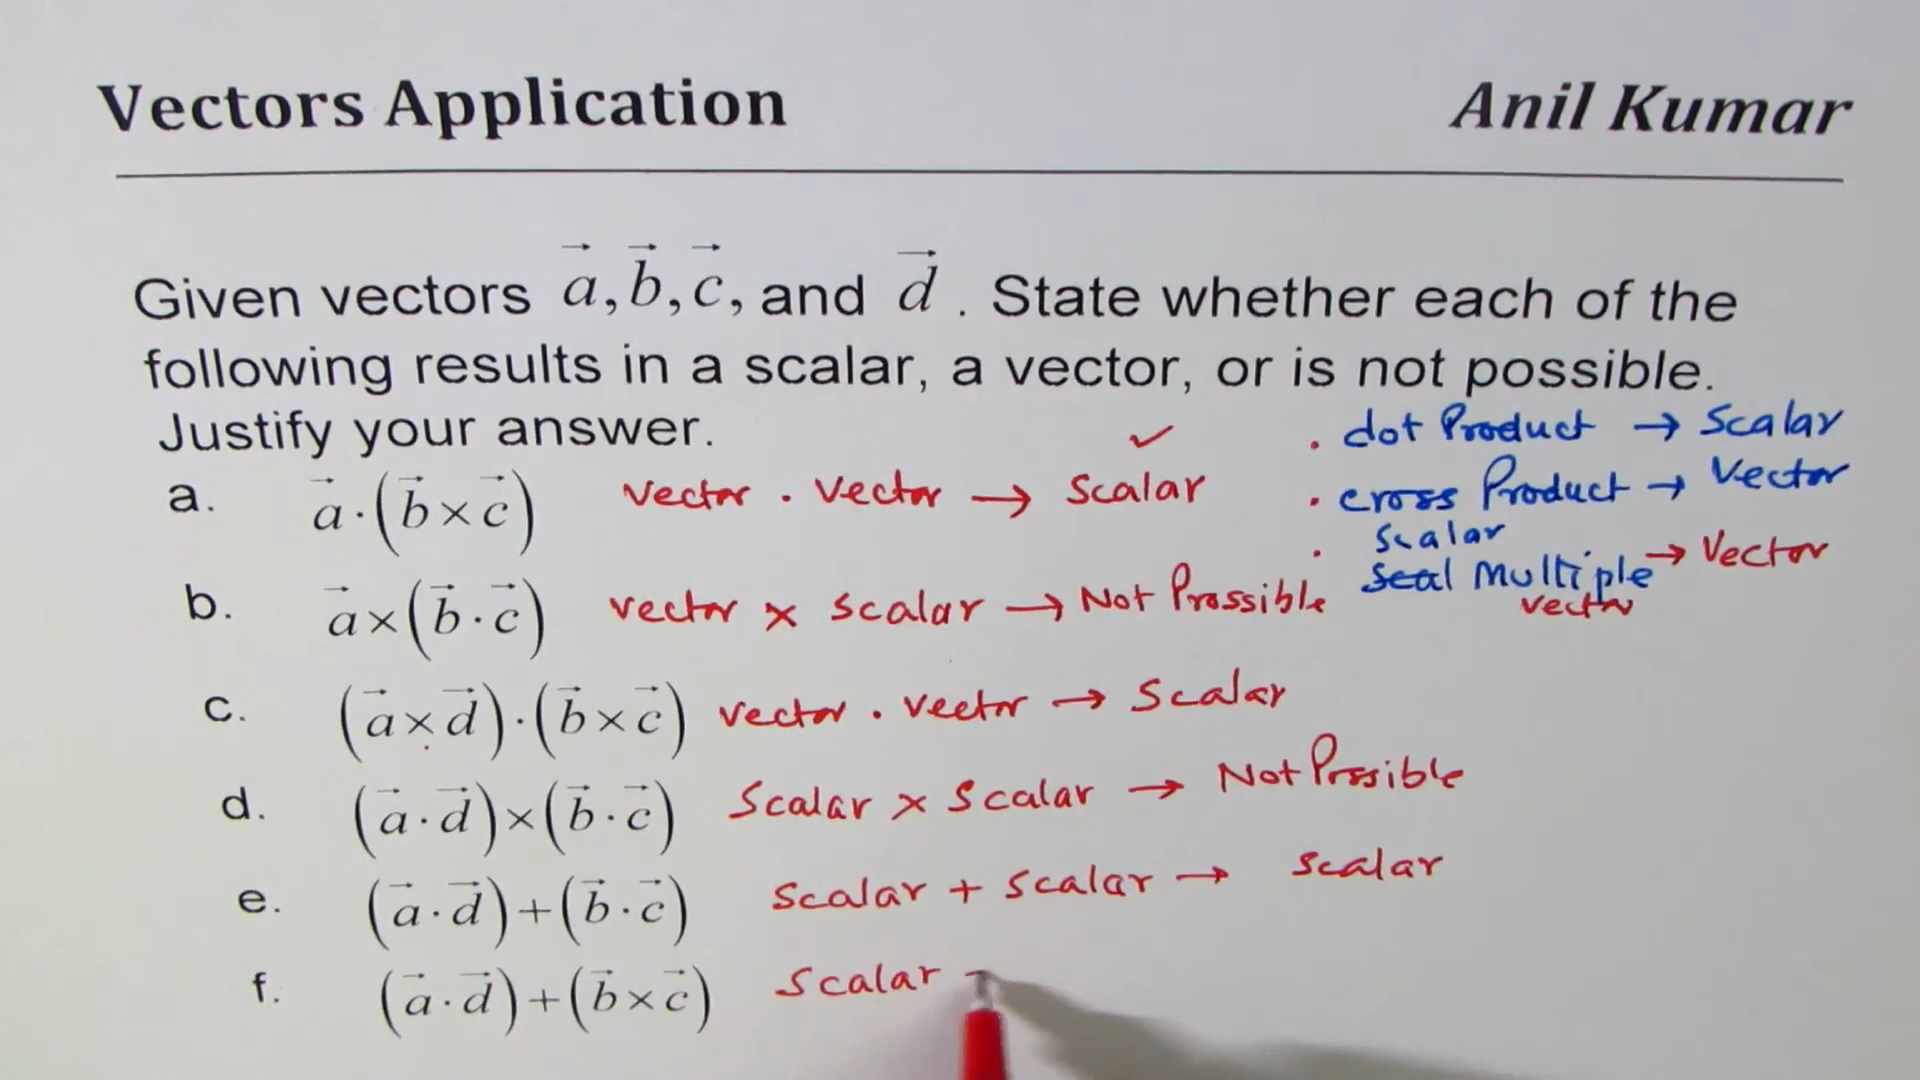 Vectors Application Anil Kumar
Given vectors a⃗, b⃗, c⃗, and d⃗ . State whether each of the
following results in a scalar, a vector, or is not possible.
Justify your answer.
✓
. dot Product → Scalar
a. a⃗·(b⃗×c⃗) vector . vector → Scalar
. cross Product → Vector
. Scalar
Scal Multiple → Vector
vector
b. a⃗×(b⃗·c⃗) vector × scalar → Not Prossible
c. (a⃗×d⃗)·(b⃗×c⃗) vector . vector → Scalar
d. (a⃗·d⃗)×(b⃗·c⃗) Scalar × Scalar → Not Possible
e. (a⃗·d⃗)+(b⃗·c⃗) Scalar + Scalar → scalar
f. (a⃗·d⃗)+(b⃗×c⃗) Scalar -